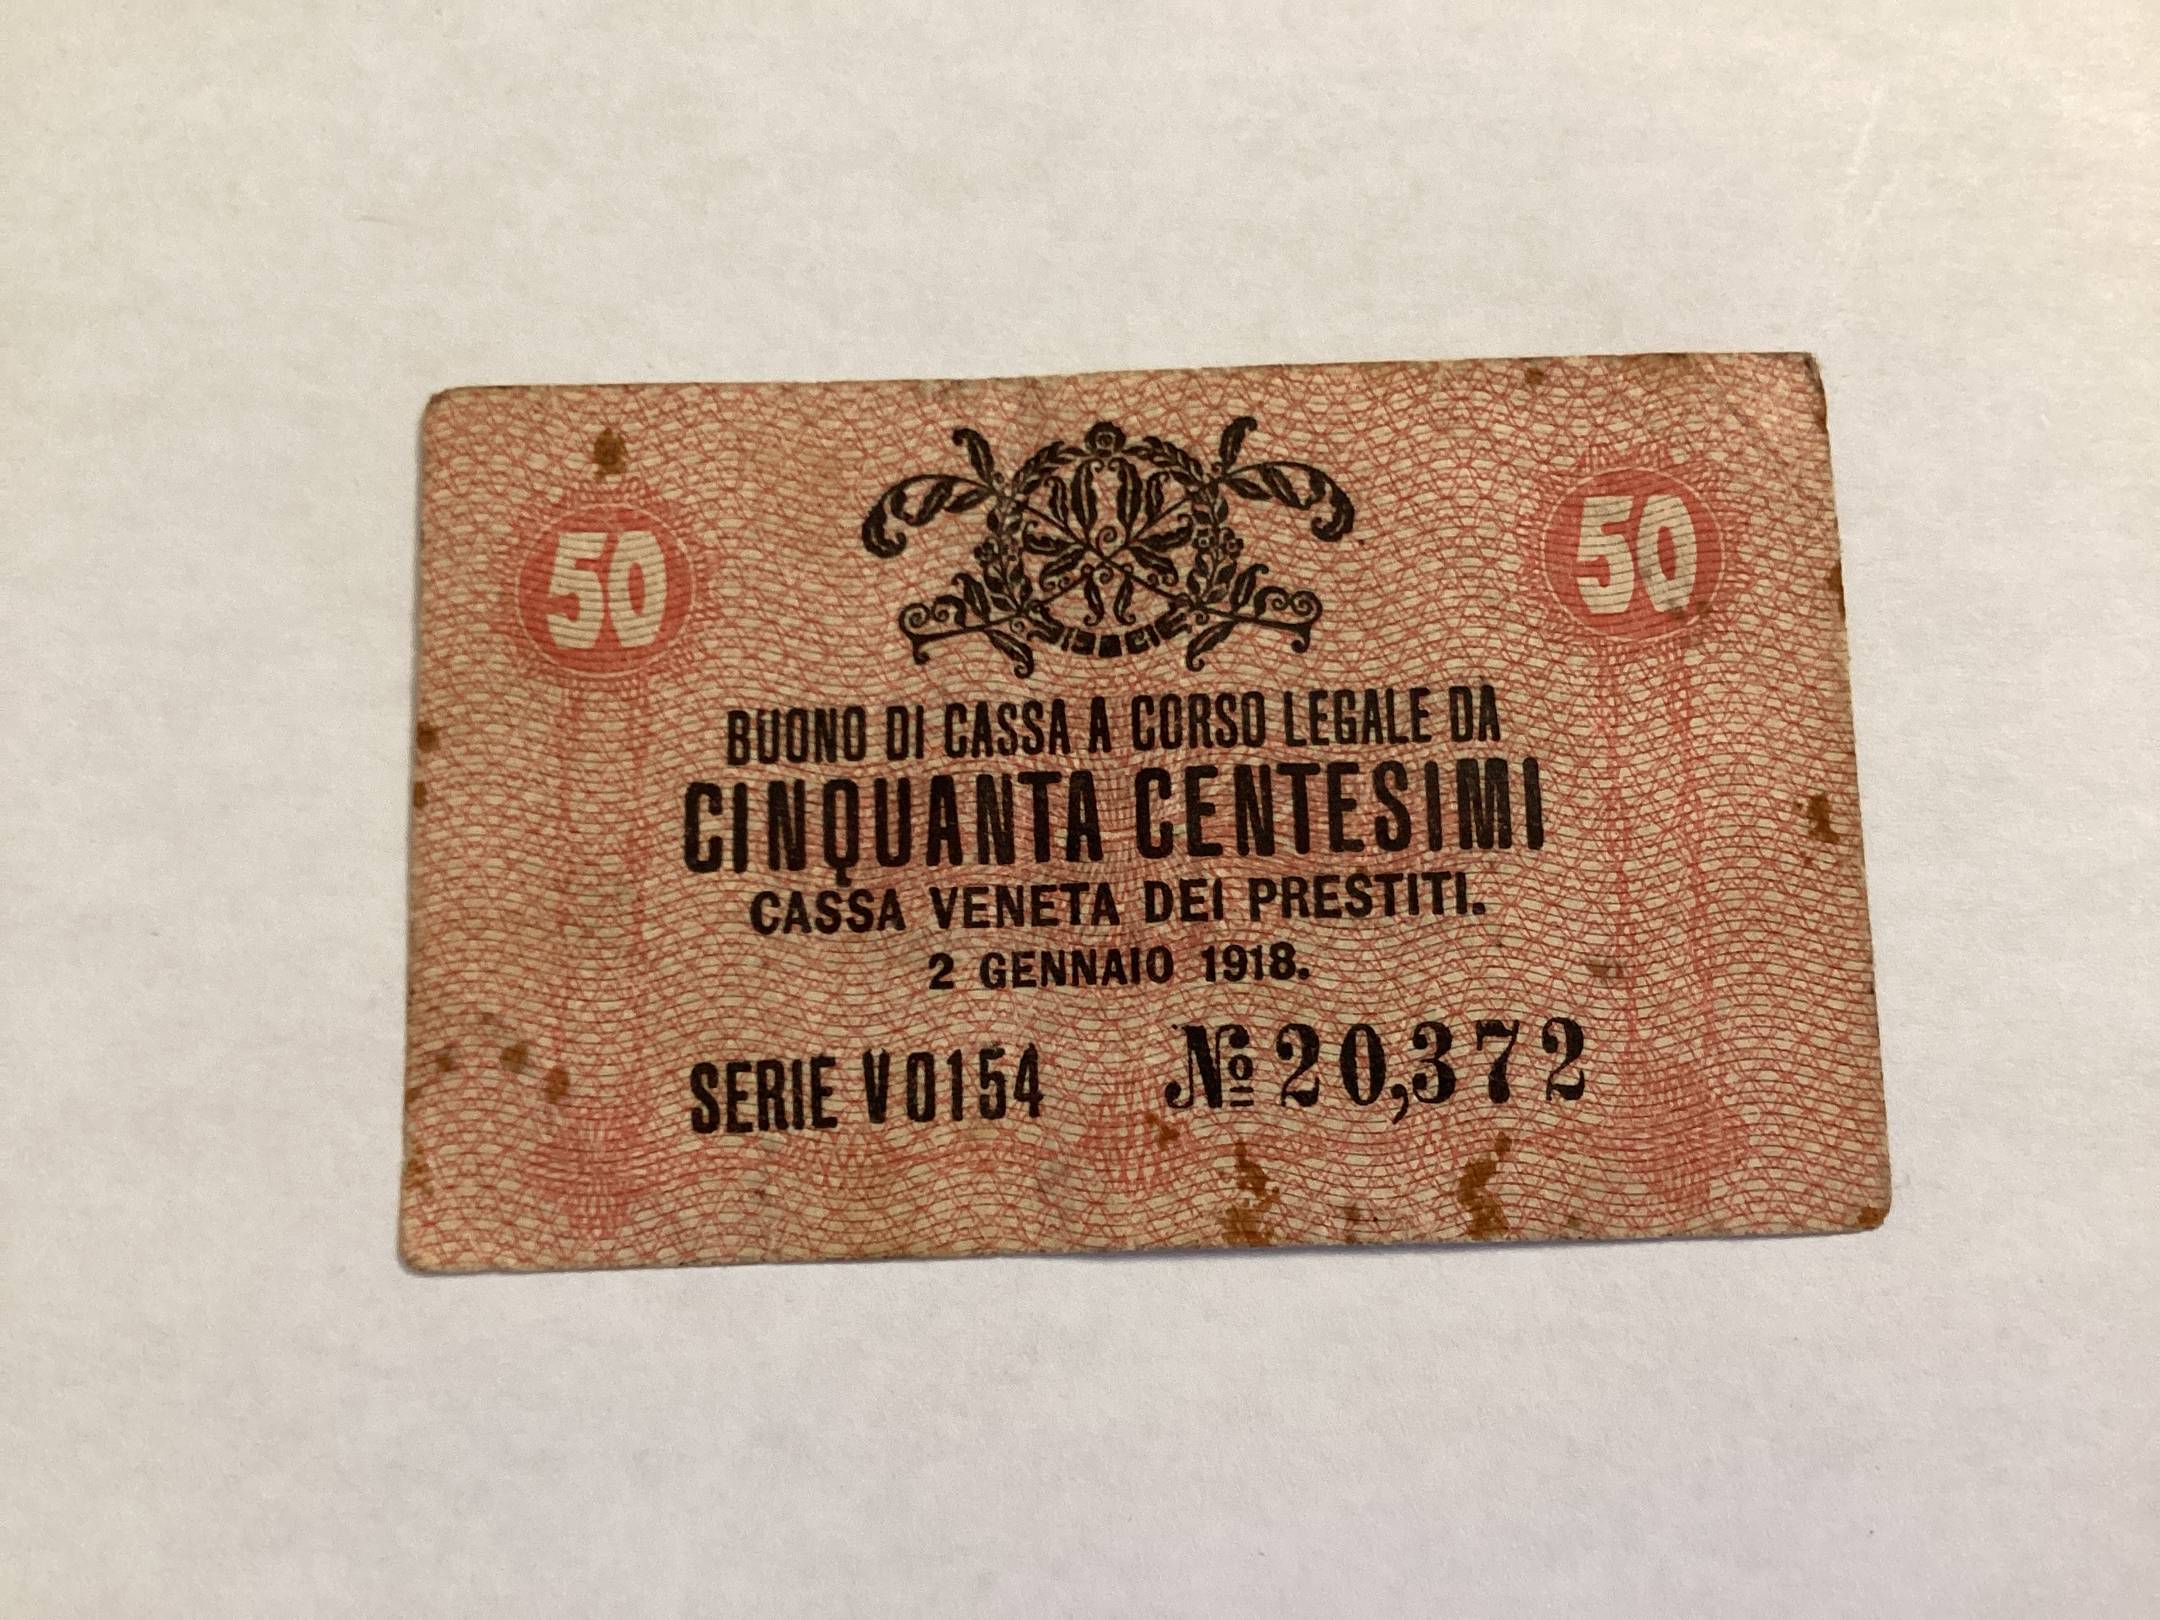 50
50
BUONO DI CASSA A CORSO LEGALE DA
CINQUANTA CENTESIMI
CASSA VENETA DEI PRESTITI.
2 GENNAIO 1918.
SERIE V0154 № 20,372